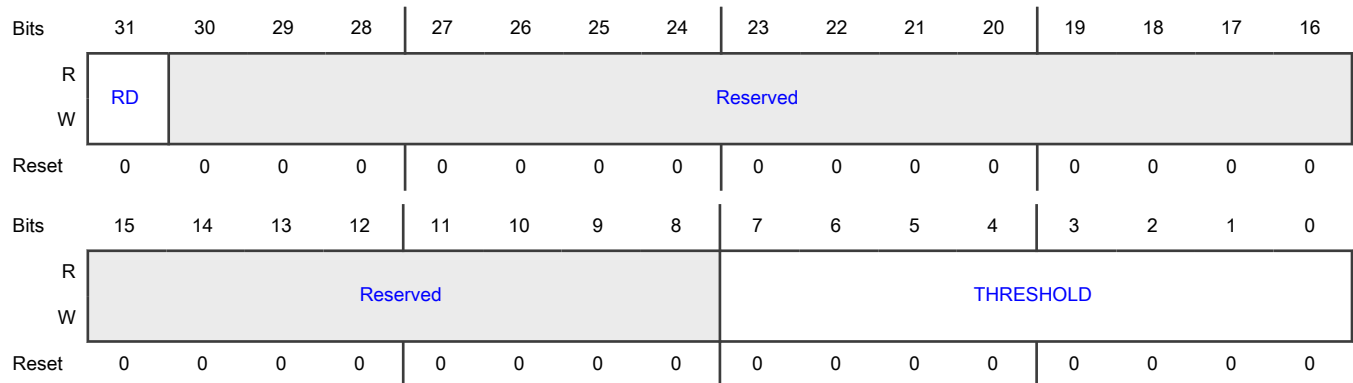 Bits 31 30 29 28 27 26 25 24 23 22 21 20 19 18 17 16
R
RD Reserved
W
Reset 0 0 0 0 0 0 0 0 0 0 0 0 0 0 0 0
Bits 15 14 13 12 11 10 9 8 7 6 5 4 3 2 1 0
R
Reserved THRESHOLD
W
Reset 0 0 0 0 0 0 0 0 0 0 0 0 0 0 0 0